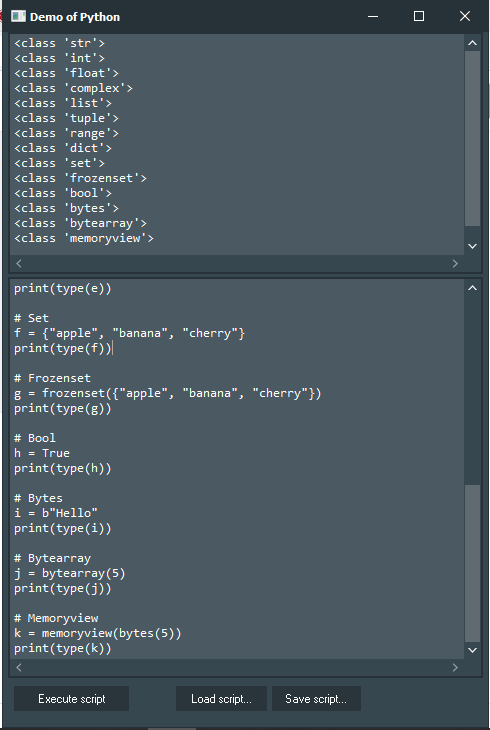 Demo of Python
<class 'str'>
<class 'int'>
<class 'float'>
<class 'complex'>
<class 'list'>
<class 'tuple'>
<class 'range'>
<class 'dict'>
<class 'set'>
<class 'frozenset'>
<class 'bool'>
<class 'bytes'>
<class 'bytearray'>
<class 'memoryview'>
print(type(e))
# Set
f = {"apple", "banana", "cherry"}
print(type(f))
# Frozenset
g = frozenset({"apple", "banana", "cherry"})
print(type(g))
# Bool
h = True
print(type(h))
# Bytes
i = b"Hello"
print(type(i))
# Bytearray
j = bytearray(5)
print(type(j))
# Memoryview
k = memoryview(bytes(5))
print(type(k))
Execute script Load script... Save script...